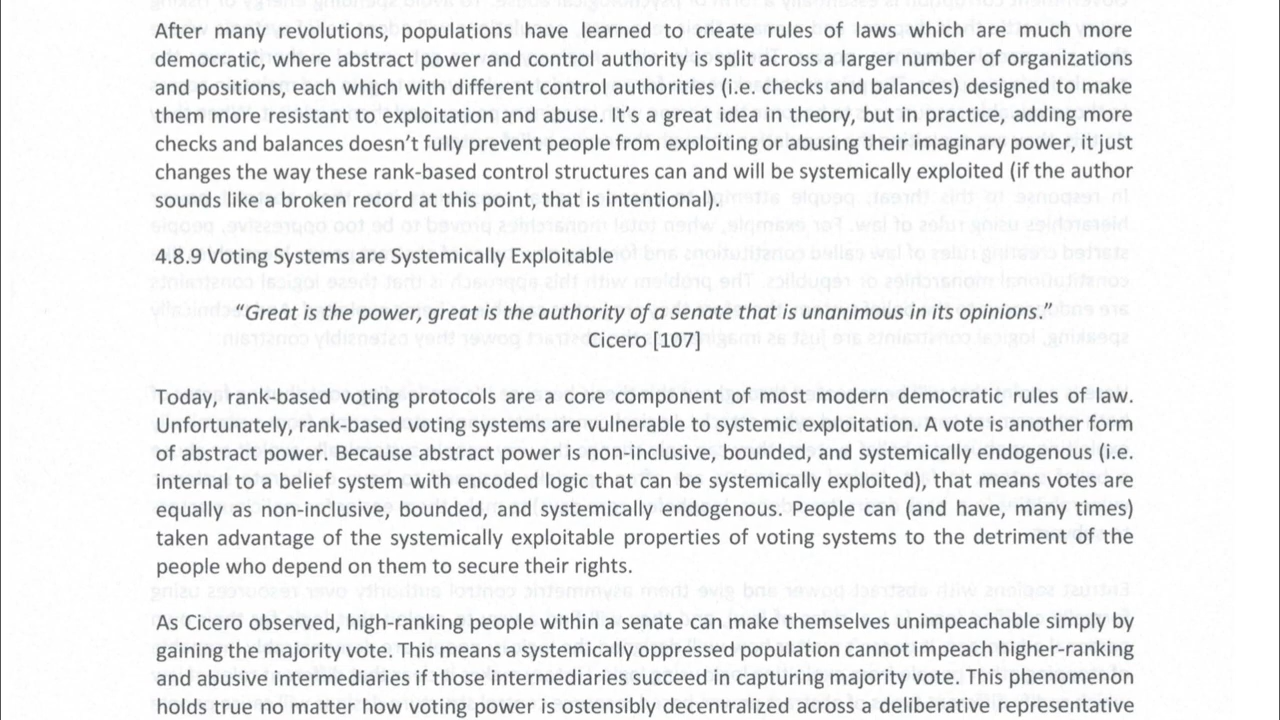 After many revolutions, populations have learned to create rules of laws which are much more
democratic, where abstract power and control authority is split across a larger number of organizations
and positions, each which with different control authorities (i.e. checks and balances) designed to make
them more resistant to exploitation and abuse. It’s a great idea in theory, but in practice, adding more
checks and balances doesn’t fully prevent people from exploiting or abusing their imaginary power, it just
changes the way these rank-based control structures can and will be systemically exploited (if the author
sounds like a broken record at this point, that is intentional).
4.8.9 Voting Systems are Systemically Exploitable
“Great is the power, great is the authority of a senate that is unanimous in its opinions.”
Cicero [107]
Today, rank-based voting protocols are a core component of most modern democratic rules of law.
Unfortunately, rank-based voting systems are vulnerable to systemic exploitation. A vote is another form
of abstract power. Because abstract power is non-inclusive, bounded, and systemically endogenous (i.e.
internal to a belief system with encoded logic that can be systemically exploited), that means votes are
equally as non-inclusive, bounded, and systemically endogenous. People can (and have, many times)
taken advantage of the systemically exploitable properties of voting systems to the detriment of the
people who depend on them to secure their rights.
As Cicero observed, high-ranking people within a senate can make themselves unimpeachable simply by
gaining the majority vote. This means a systemically oppressed population cannot impeach higher-ranking
and abusive intermediaries if those intermediaries succeed in capturing majority vote. This phenomenon
holds true no matter how voting power is ostensibly decentralized across a deliberative representative